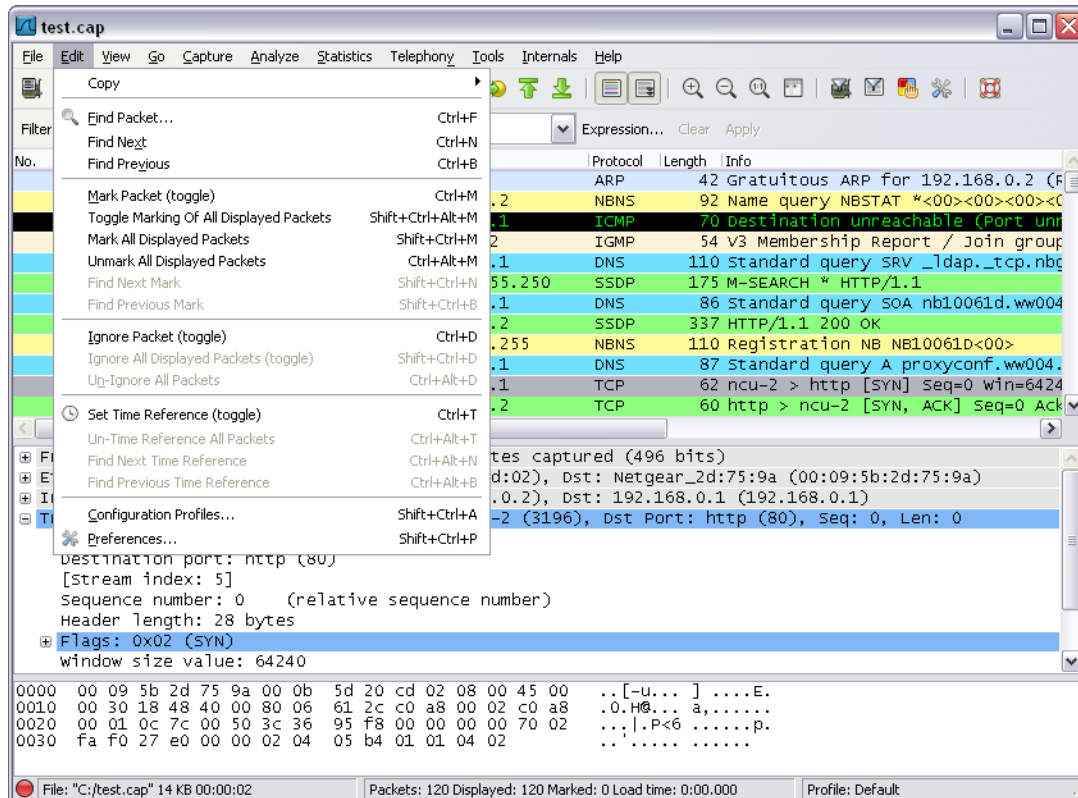 test.cap
File Edit View Go Capture Analyze Statistics Telephony Tools Internals Help
Copy
Find Packet... Ctrl+F
Find Next Ctrl+N
Find Previous Ctrl+B
Mark Packet (toggle) Ctrl+M
Toggle Marking Of All Displayed Packets Shift+Ctrl+Alt+M
Mark All Displayed Packets Shift+Ctrl+M
Unmark All Displayed Packets Ctrl+Alt+M
Find Next Mark Shift+Ctrl+N
Find Previous Mark Shift+Ctrl+B
Ignore Packet (toggle) Ctrl+D
Ignore All Displayed Packets (toggle) Shift+Ctrl+D
Un-Ignore All Packets Ctrl+Alt+D
Set Time Reference (toggle) Ctrl+T
Un-Time Reference All Packets Ctrl+Alt+T
Find Next Time Reference Ctrl+Alt+N
Find Previous Time Reference Ctrl+Alt+B
Configuration Profiles... Shift+Ctrl+A
Preferences... Shift+Ctrl+P
Filter Expression... Clear Apply
No. Protocol Length Info
ARP 42 Gratuitous ARP for 192.168.0.2 (R
.2 NBNS 92 Name query NBSTAT *<00><00><00><0
.1 ICMP 70 Destination unreachable (Port unr
2 IGMP 54 V3 Membership Report / Join group
.1 DNS 110 Standard query SRV _ldap._tcp.nbg
55.250 SSDP 175 M-SEARCH * HTTP/1.1
.1 DNS 86 Standard query SOA nb10061d.ww004
.2 SSDP 337 HTTP/1.1 200 OK
.255 NBNS 110 Registration NB NB10061D<00>
.1 DNS 87 Standard query A proxyconf.ww004.
.1 TCP 62 ncu-2 > http [SYN] Seq=0 Win=6424
.2 TCP 60 http > ncu-2 [SYN, ACK] Seq=0 Ack
tes captured (496 bits)
d:02), Dst: Netgear_2d:75:9a (00:09:5b:2d:75:9a)
.0.2), Dst: 192.168.0.1 (192.168.0.1)
-2 (3196), Dst Port: http (80), Seq: 0, Len: 0
Destination port: http (80)
[Stream index: 5]
Sequence number: 0 (relative sequence number)
Header length: 28 bytes
Flags: 0x02 (SYN)
Window size value: 64240
0000 00 09 5b 2d 75 9a 00 0b 5d 20 cd 02 08 00 45 00 ..[-u... ] ....E.
0010 00 30 18 48 40 00 80 06 61 2c c0 a8 00 02 c0 a8 .0.H@... a,......
0020 00 01 0c 7c 00 50 3c 36 95 f8 00 00 00 00 70 02 ...|.P<6 ......p.
0030 fa f0 27 e0 00 00 02 04 05 b4 01 01 04 02 ..'..... ......
File: "C:/test.cap" 14 KB 00:00:02 Packets: 120 Displayed: 120 Marked: 0 Load time: 0:00.000 Profile: Default